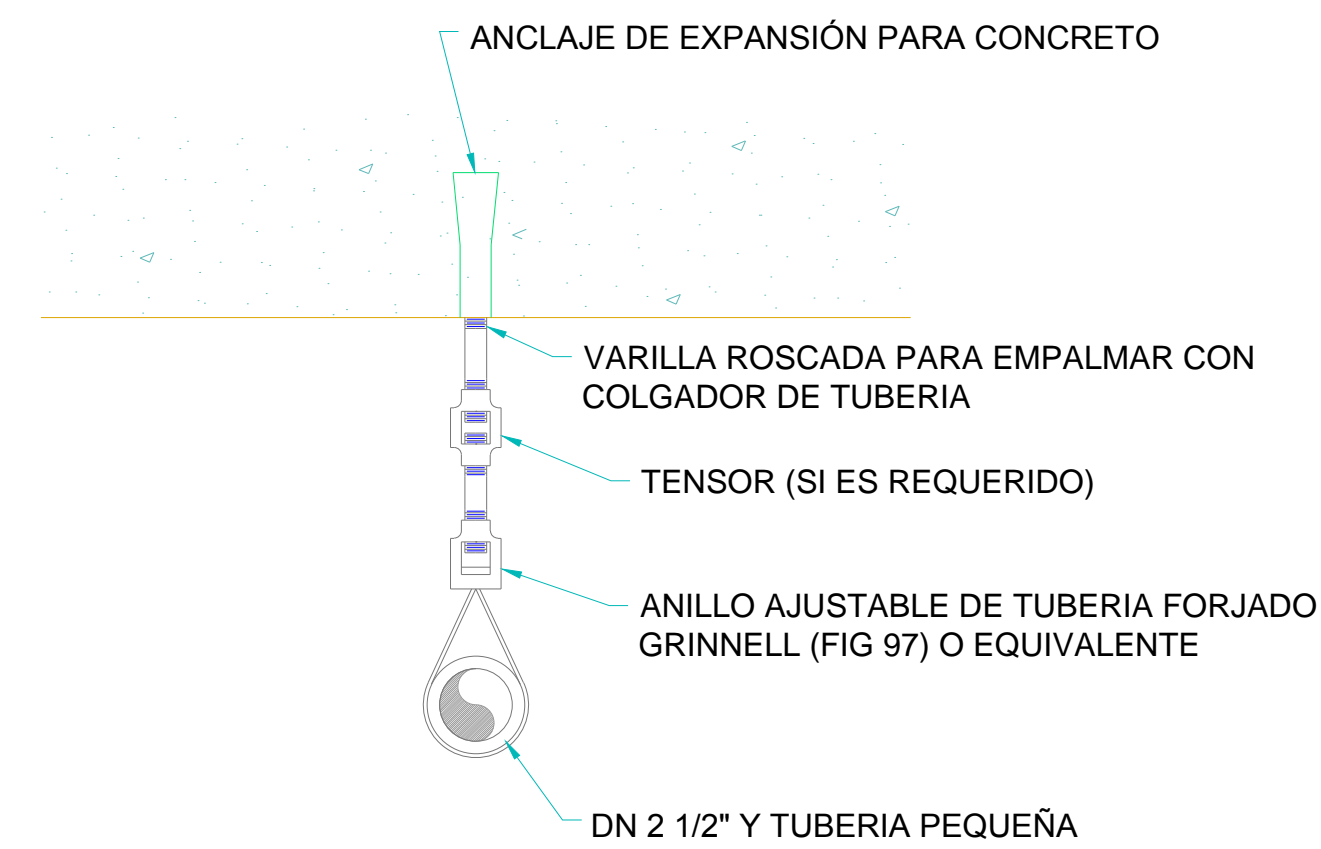 ANCLAJE DE EXPANSIÓN PARA CONCRETO
VARILLA ROSCADA PARA EMPALMAR CON
COLGADOR DE TUBERIA
TENSOR (SI ES REQUERIDO)
ANILLO AJUSTABLE DE TUBERIA FORJADO
GRINNELL (FIG 97) O EQUIVALENTE
DN 2 1/2" Y TUBERIA PEQUEÑA